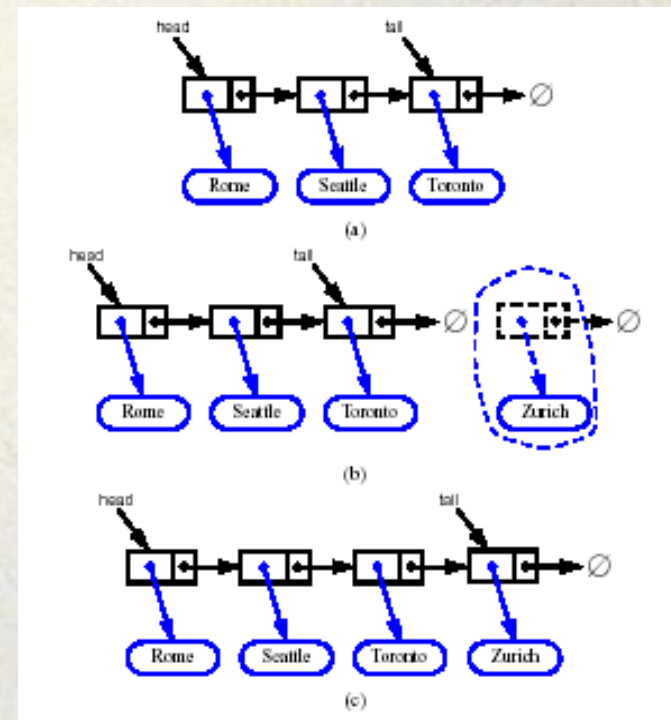 head tail
∅
Rome Seattle Toronto
(a)
head tail
∅ ∅
Rome Seattle Toronto Zurich
(b)
head tail
∅
Rome Seattle Toronto Zurich
(c)